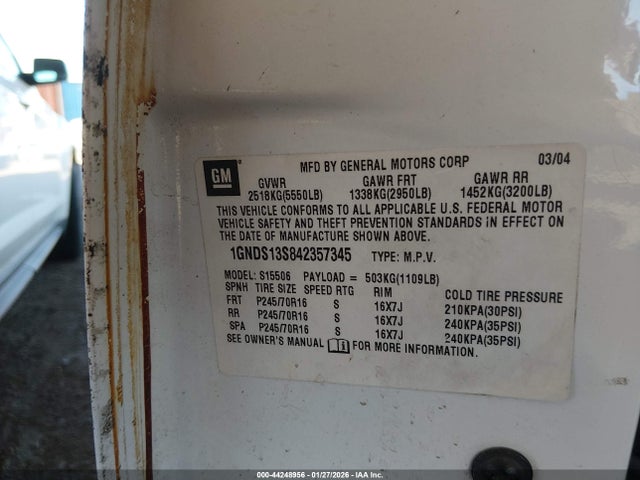 GM
MFD BY GENERAL MOTORS CORP 03/04
GVWR GAWR FRT GAWR RR
2518KG(5550LB) 1338KG(2950LB) 1452KG(3200LB)
THIS VEHICLE CONFORMS TO ALL APPLICABLE U.S. FEDERAL MOTOR
VEHICLE SAFETY AND THEFT PREVENTION STANDARDS IN EFFECT ON
THE DATE OF MANUFACTURE SHOWN ABOVE.
1GNDS13S842357345 TYPE: M.P.V.
MODEL: S15506 PAYLOAD = 503KG(1109LB)
SPNH TIRE SIZE SPEED RTG RIM COLD TIRE PRESSURE
FRT P245/70R16 S 16X7J 210KPA(30PSI)
RR P245/70R16 S 16X7J 240KPA(35PSI)
SPA P245/70R16 S 16X7J 240KPA(35PSI)
SEE OWNER'S MANUAL FOR MORE INFORMATION.
000-44248956 - 01/27/2026 - IAAI Inc.